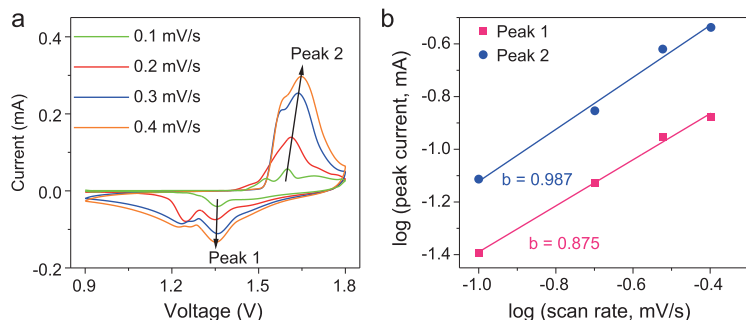 a
0.4
0.2
0.0
-0.2
Current (mA)
0.1 mV/s
0.2 mV/s
0.3 mV/s
0.4 mV/s
Peak 2
Peak 1
0.9
1.2
1.5
1.8
Voltage (V)
b
-0.6
-0.8
-1.0
-1.2
-1.4
log (peak current, mA)
Peak 1
Peak 2
b = 0.987
b = 0.875
-1.0
-0.8
-0.6
-0.4
log (scan rate, mV/s)